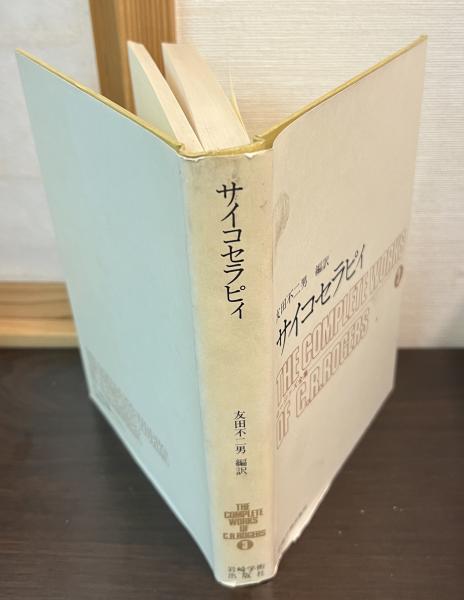 サイコセラピィ
友田不二男 編訳
THE
COMPLETE
WORKS
OF
C.R.ROGERS
3
岩崎学術
出版社
友田不二男 編訳
サイコセラピィ
THE COMPLETE WORKS
OF C.R.ROGERS
3